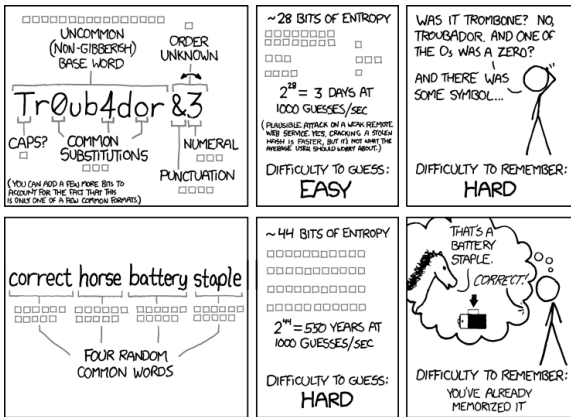 UNCOMMON
(NON-GIBBERISH)
BASE WORD
ORDER
UNKNOWN
Tr0ub4dor &3
CAPS?
COMMON
SUBSTITUTIONS
NUMERAL
PUNCTUATION
(YOU CAN ADD A FEW MORE BITS TO
ACCOUNT FOR THE FACT THAT THIS
IS ONLY ONE OF A FEW COMMON FORMATS.)
~28 BITS OF ENTROPY
2²⁸ = 3 DAYS AT
1000 GUESSES/SEC
(PLAUSIBLE ATTACK ON A WEAK REMOTE
WEB SERVICE. YES, CRACKING A STOLEN
HASH IS FASTER, BUT IT'S NOT WHAT THE
AVERAGE USER SHOULD WORRY ABOUT.)
DIFFICULTY TO GUESS:
EASY
WAS IT TROMBONE? NO,
TROUBADOR. AND ONE OF
THE Os WAS A ZERO?
AND THERE WAS
SOME SYMBOL...
DIFFICULTY TO REMEMBER:
HARD
correct horse battery staple
FOUR RANDOM
COMMON WORDS
~44 BITS OF ENTROPY
2⁴⁴ = 550 YEARS AT
1000 GUESSES/SEC
DIFFICULTY TO GUESS:
HARD
THAT'S A
BATTERY
STAPLE.
CORRECT!
DIFFICULTY TO REMEMBER:
YOU'VE ALREADY
MEMORIZED IT